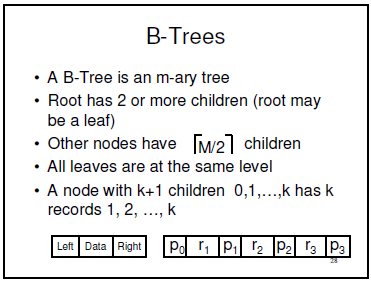 B-Trees
• A B-Tree is an m-ary tree
• Root has 2 or more children (root may
be a leaf)
• Other nodes have ⌈M/2⌉ children
• All leaves are at the same level
• A node with k+1 children 0,1,…,k has k
records 1, 2, …, k
Left Data Right p0 r1 p1 r2 p2 r3 p3
28